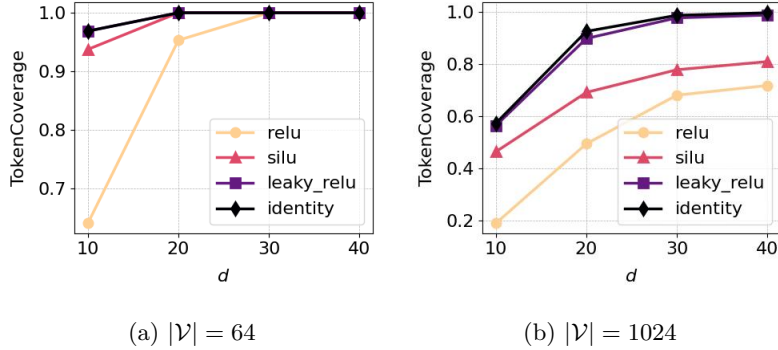 TokenCoverage
1.0
0.9
0.8
0.7
10
20
30
40
d
relu
silu
leaky_relu
identity
(a) |𝒱| = 64
TokenCoverage
1.0
0.8
0.6
0.4
0.2
10
20
30
40
d
relu
silu
leaky_relu
identity
(b) |𝒱| = 1024